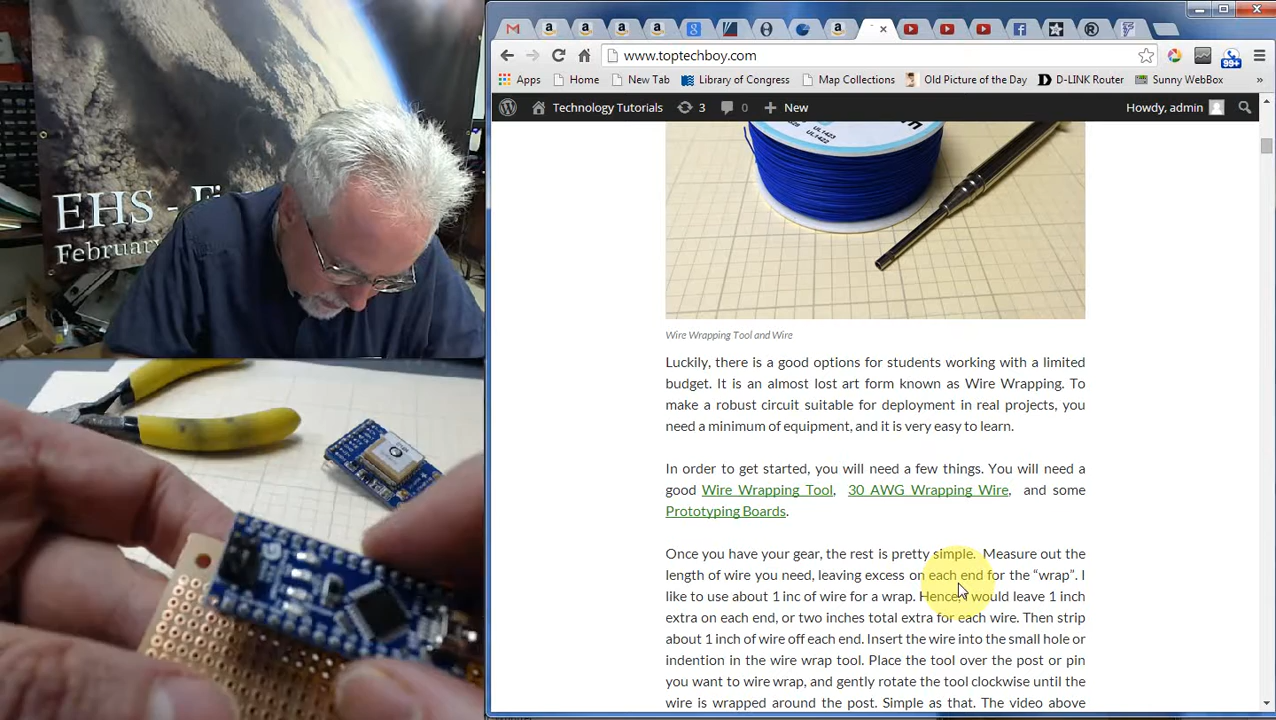 EHS - Fi
February
www.toptechboy.com
99+
Apps Home New Tab Library of Congress Map Collections Old Picture of the Day D-LINK Router Sunny WebBox »
Technology Tutorials 3 0 New Howdy, admin
UL1423
UL1422
Wire Wrapping Tool and Wire
Luckily, there is a good options for students working with a limited
budget. It is an almost lost art form known as Wire Wrapping. To
make a robust circuit suitable for deployment in real projects, you
need a minimum of equipment, and it is very easy to learn.
In order to get started, you will need a few things. You will need a
good Wire Wrapping Tool, 30 AWG Wrapping Wire, and some
Prototyping Boards.
Once you have your gear, the rest is pretty simple. Measure out the
length of wire you need, leaving excess on each end for the “wrap”. I
like to use about 1 inc of wire for a wrap. Hence, I would leave 1 inch
extra on each end, or two inches total extra for each wire. Then strip
about 1 inch of wire off each end. Insert the wire into the small hole or
indention in the wire wrap tool. Place the tool over the post or pin
you want to wire wrap, and gently rotate the tool clockwise until the
wire is wrapped around the post. Simple as that. The video above